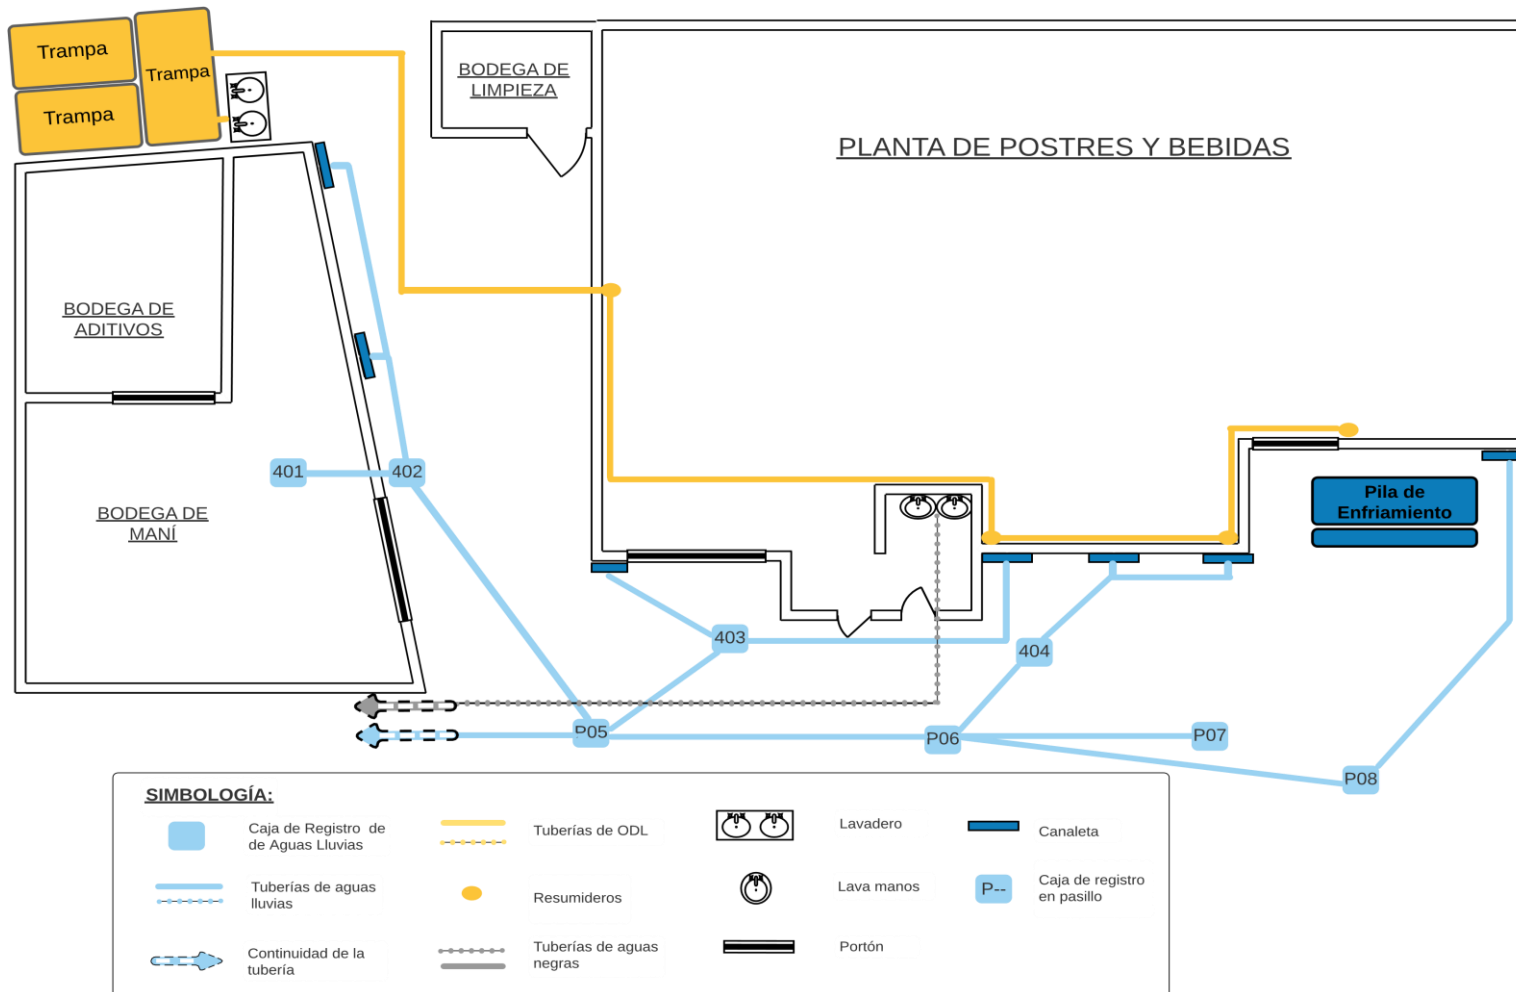 Trampa
Trampa
Trampa
BODEGA DE
LIMPIEZA
PLANTA DE POSTRES Y BEBIDAS
BODEGA DE
ADITIVOS
401
402
BODEGA DE
MANÍ
Pila de
Enfriamiento
403
404
P05
P06
P07
P08
SIMBOLOGÍA:
Caja de Registro de
de Aguas Lluvias
Tuberías de ODL
Lavadero
Canaleta
Tuberías de aguas
lluvias
Resumideros
Lava manos
P--
Caja de registro
en pasillo
Continuidad de la
tubería
Tuberías de aguas
negras
Portón